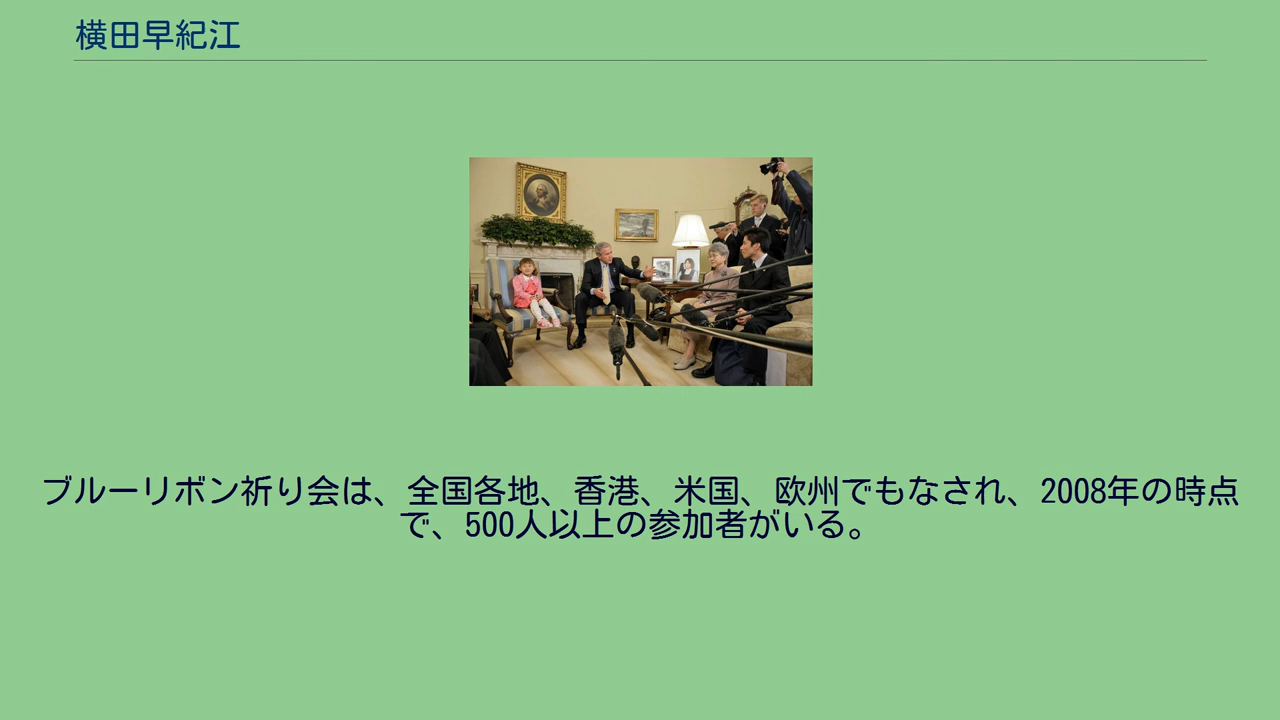 横田早紀江
ブルーリボン祈り会は、全国各地、香港、米国、欧州でもなされ、2008年の時点
で、500人以上の参加者がいる。